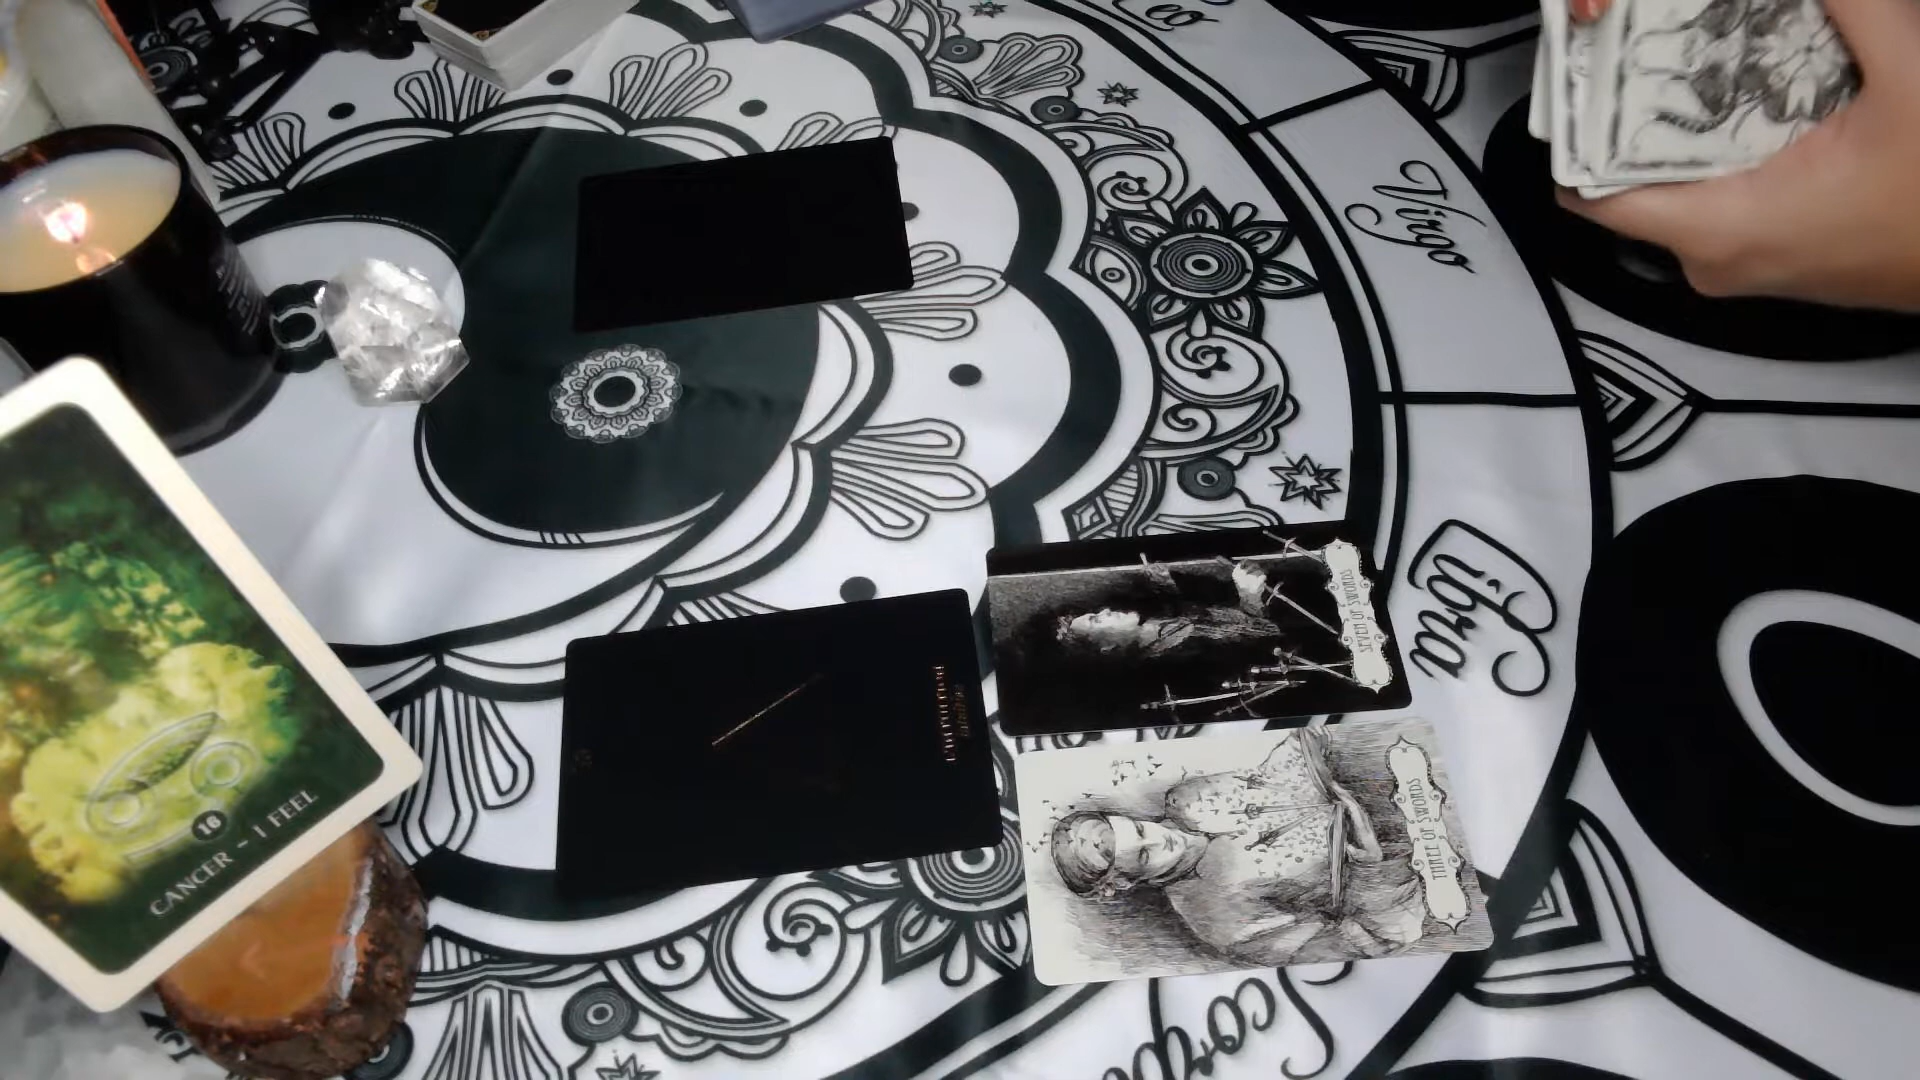 Leo
Virgo
Libra
SEVEN OF SWORDS
THREE OF SWORDS
16
CANCER ~ I FEEL